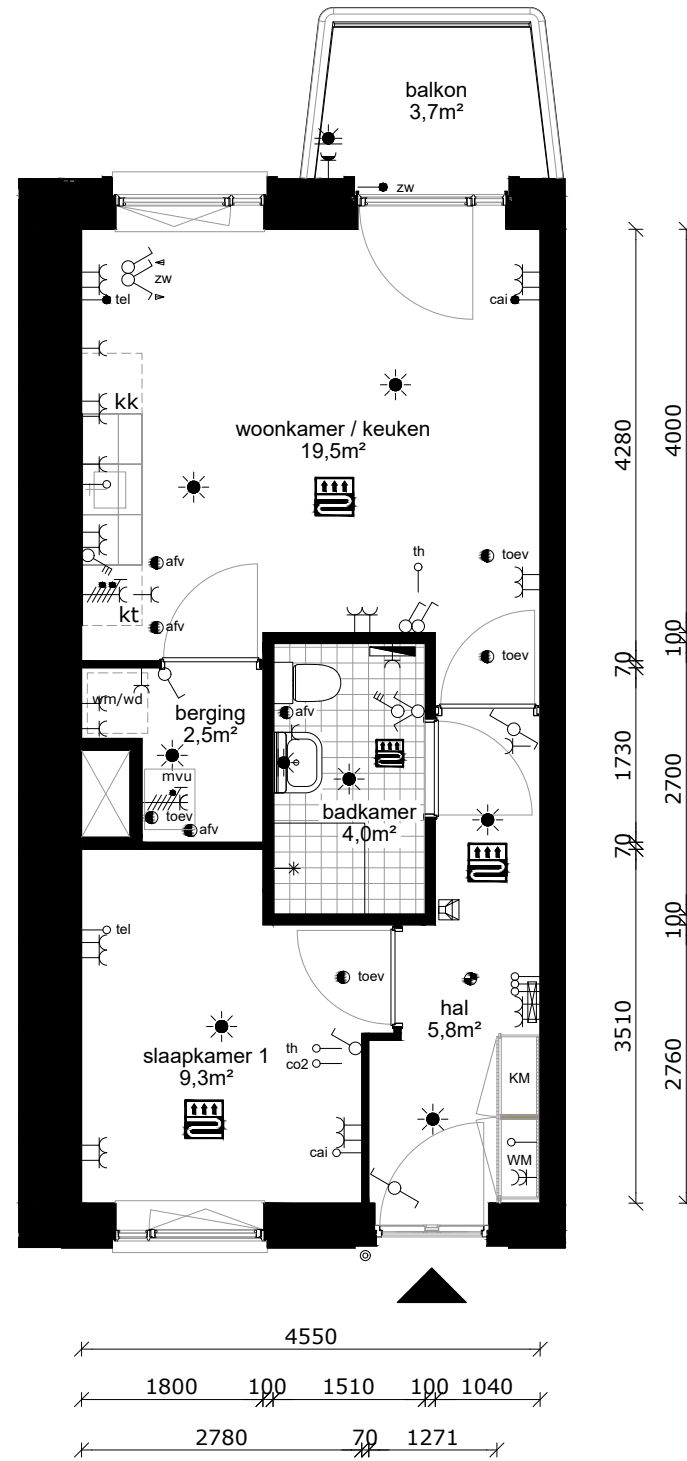 balkon
3,7m²
zw
zw
tel
cai
kk
woonkamer / keuken
19,5m²
4280
4000
th
toev
afv
kt
afv
toev
100
70
wm/wd
berging
2,5m²
afv
mvu
1730
2700
badkamer
4,0m²
toev
afv
70
100
tel
toev
hal
5,8m²
3510
2760
slaapkamer 1
9,3m²
th
co2
KM
cai
WM
4550
1800 100 1510 100 1040
2780 70 1271